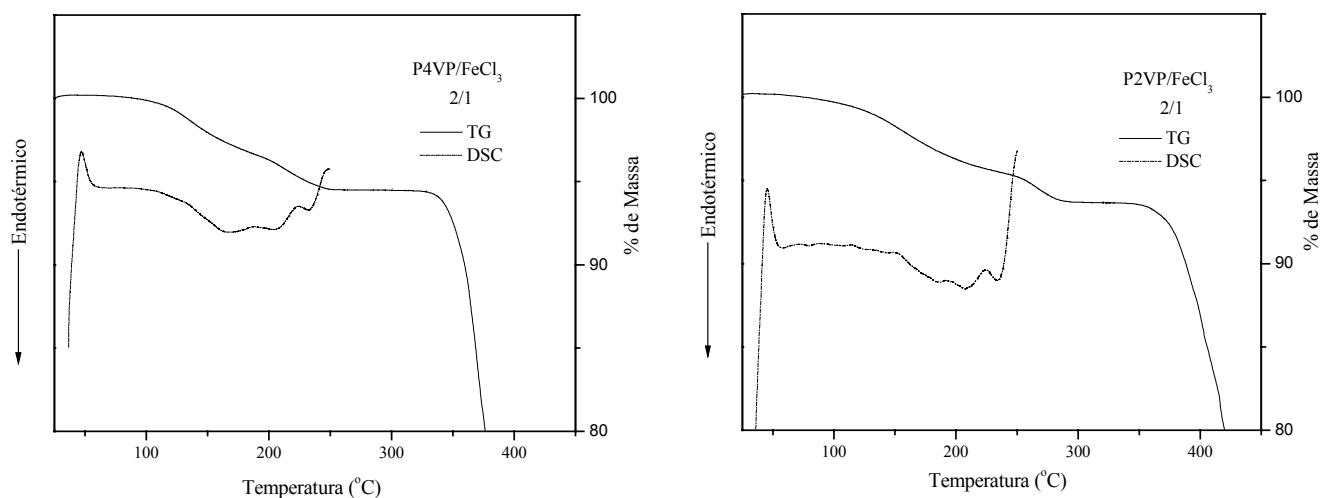 P4VP/FeCl₃
2/1
TG
DSC
Endotérmico
% de Massa
100
90
80
100
200
300
400
Temperatura (°C)
P2VP/FeCl₃
2/1
TG
DSC
Endotérmico
% de Massa
100
90
80
100
200
300
400
Temperatura (°C)